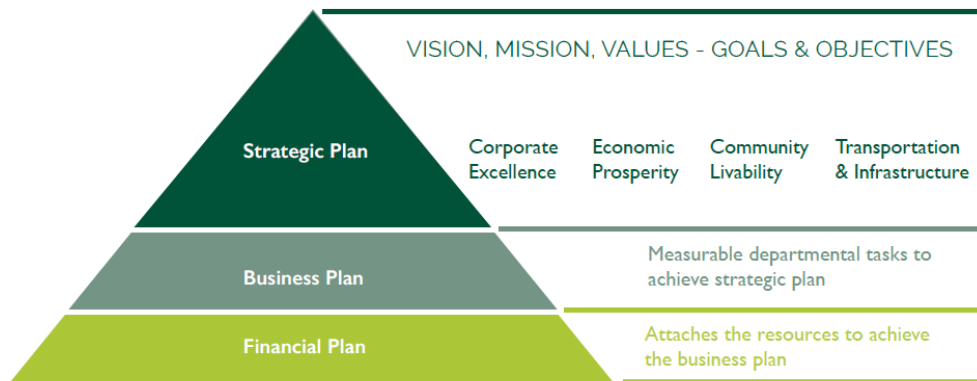 VISION, MISSION, VALUES - GOALS & OBJECTIVES
Strategic Plan
Corporate
Excellence
Economic
Prosperity
Community
Livability
Transportation
& Infrastructure
Business Plan
Measurable departmental tasks to
achieve strategic plan
Financial Plan
Attaches the resources to achieve
the business plan